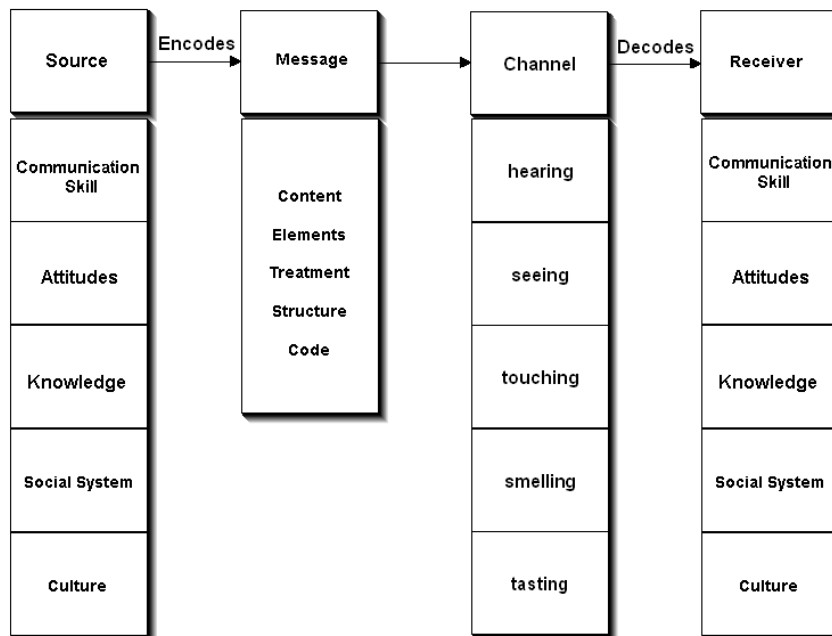 Source
Encodes
Message
Channel
Decodes
Receiver
Communication
Skill
Attitudes
Knowledge
Social System
Culture
Content
Elements
Treatment
Structure
Code
hearing
seeing
touching
smelling
tasting
Communication
Skill
Attitudes
Knowledge
Social System
Culture